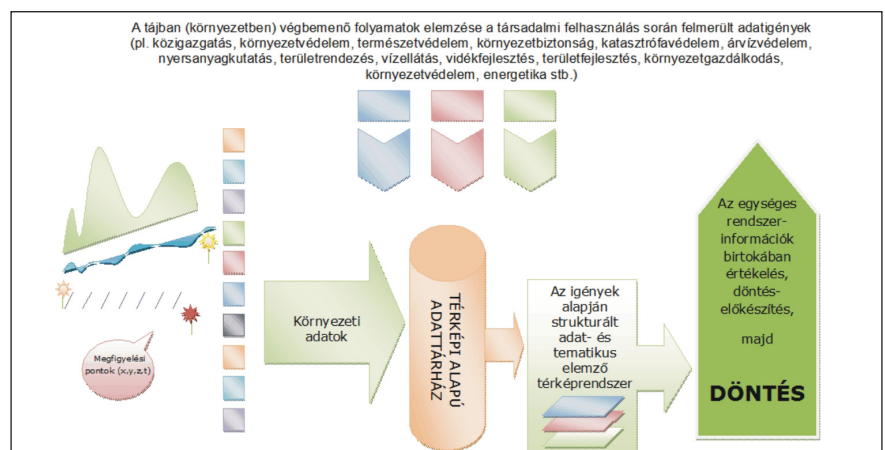 A tájban (környezetben) végbemenő folyamatok elemzése a társadalmi felhasználás során felmerült adatigények
(pl. közigazgatás, környezetvédelem, természetvédelem, környezetbiztonság, katasztrófavédelem, árvízvédelem,
nyersanyagkutatás, területrendezés, vízellátás, vidékfejlesztés, területfejlesztés, környezetgazdálkodás,
környezetvédelem, energetika stb.)
Megfigyelési
pontok (x,y,z,t)
Környezeti
adatok
TÉRKÉPI ALAPÚ
ADATTÁRHÁZ
Az igények
alapján
strukturált
adat- és
tematikus
elemző
térképrendszer
Az egységes
rendszer-
információk
birtokában
értékelés,
döntés-
előkészítés,
majd
DÖNTÉS